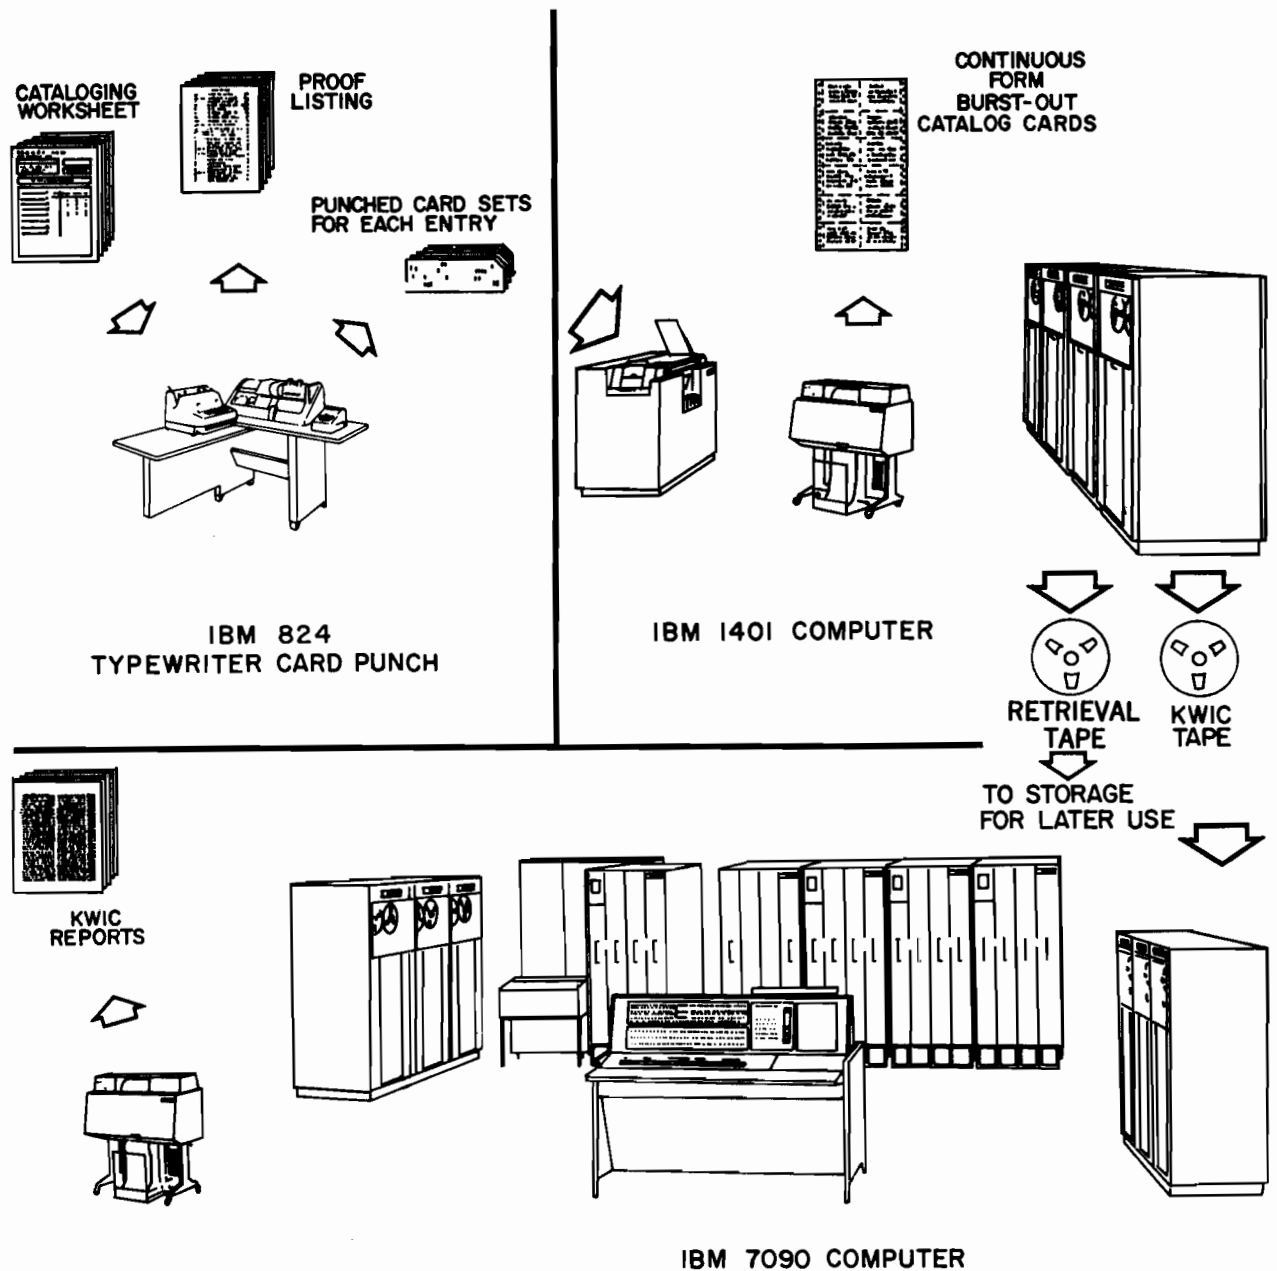 CATALOGING
WORKSHEET
PROOF
LISTING
PUNCHED CARD SETS
FOR EACH ENTRY
IBM 824
TYPEWRITER CARD PUNCH
CONTINUOUS
FORM
BURST-OUT
CATALOG CARDS
IBM 1401 COMPUTER
RETRIEVAL
TAPE
KWIC
TAPE
TO STORAGE
FOR LATER USE
KWIC
REPORTS
IBM 7090 COMPUTER